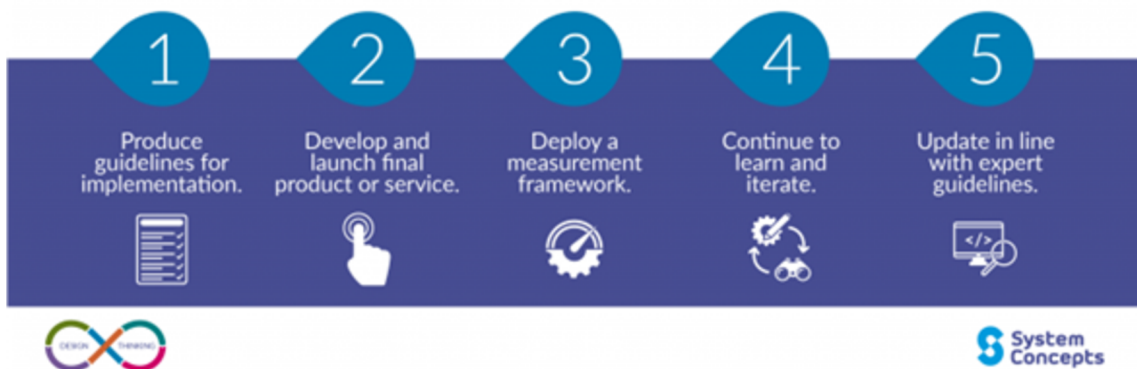 1
2
3
4
5
Produce
guidelines for
implementation.
Develop and
launch final
product or service.
Deploy a
measurement
framework.
Continue to
learn and
iterate.
Update in line
with expert
guidelines.
</>
DESIGN THINKING
System
Concepts